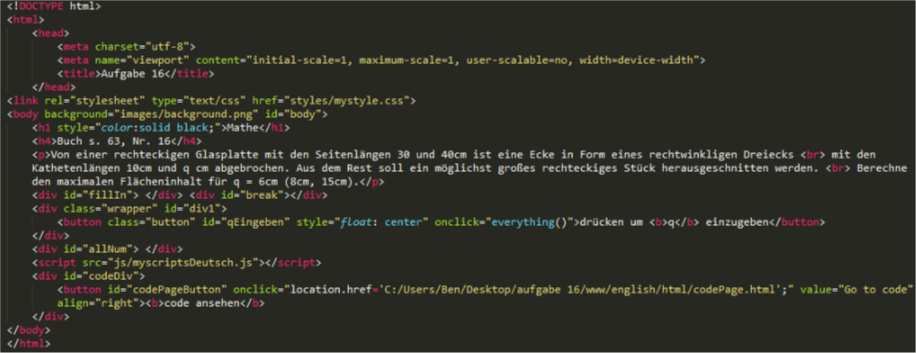 <!DOCTYPE html>
<html>
<head>
<meta charset="utf-8">
<meta name="viewport" content="initial-scale=1, maximum-scale=1, user-scalable=no, width=device-width">
<title>Aufgabe 16</title>
</head>
<link rel="stylesheet" type="text/css" href="styles/mystyle.css">
<body background="images/background.png" id="body">
<h1 style="color:solid black;">Mathe</h1>
<h4>Buch s. 63, Nr. 16</h4>
<p>Von einer rechteckigen Glasplatte mit den Seitenlängen 30 und 40cm ist eine Ecke in Form eines rechtwinkligen Dreiecks <br> mit den
Kathetenlängen 10cm und q cm abgebrochen. Aus dem Rest soll ein möglichst großes rechteckiges Stück herausgeschnitten werden. <br> Berechne
den maximalen Flächeninhalt für q = 6cm (8cm, 15cm).</p>
<div id="fillIn"> </div> <div id="break"></div>
<div class="wrapper" id="div1">
<button class="button" id="qEingeben" style="float: center" onclick="everything()">drücken um <b>q</b> einzugeben</button>
</div>
<div id="allNum"> </div>
<script src="js/myscriptsDeutsch.js"></script>
<div id="codeDiv">
<button id="codePageButton" onclick="location.href='C:/Users/Ben/Desktop/aufgabe 16/www/english/html/codePage.html';" value="Go to code"
align="right"><b>code ansehen</b>
</div>
</body>
</html>